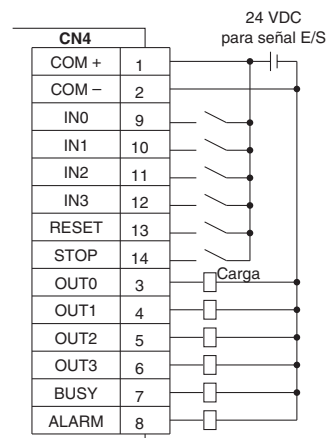 24 VDC
para señal E/S
CN4
COM + 1
COM – 2
IN0 9
IN1 10
IN2 11
IN3 12
RESET 13
STOP 14
OUT0 3 Carga
OUT1 4
OUT2 5
OUT3 6
BUSY 7
ALARM 8